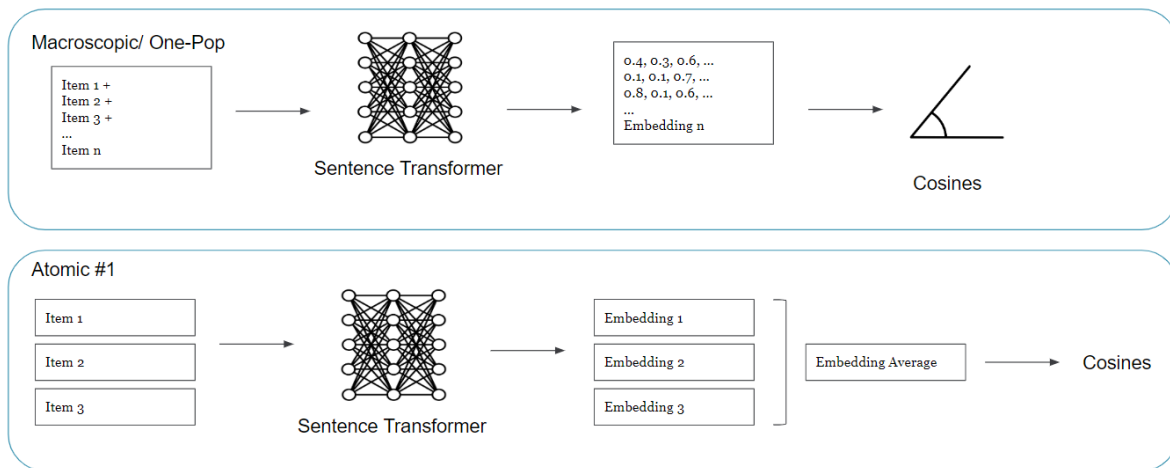 Macroscopic/ One-Pop
Item 1 +
Item 2 +
Item 3 +
...
Item n
Sentence Transformer
0.4, 0.3, 0.6, ...
0.1, 0.1, 0.7, ...
0.8, 0.1, 0.6, ...
...
Embedding n
Cosines
Atomic #1
Item 1
Item 2
Item 3
Sentence Transformer
Embedding 1
Embedding 2
Embedding 3
Embedding Average
Cosines